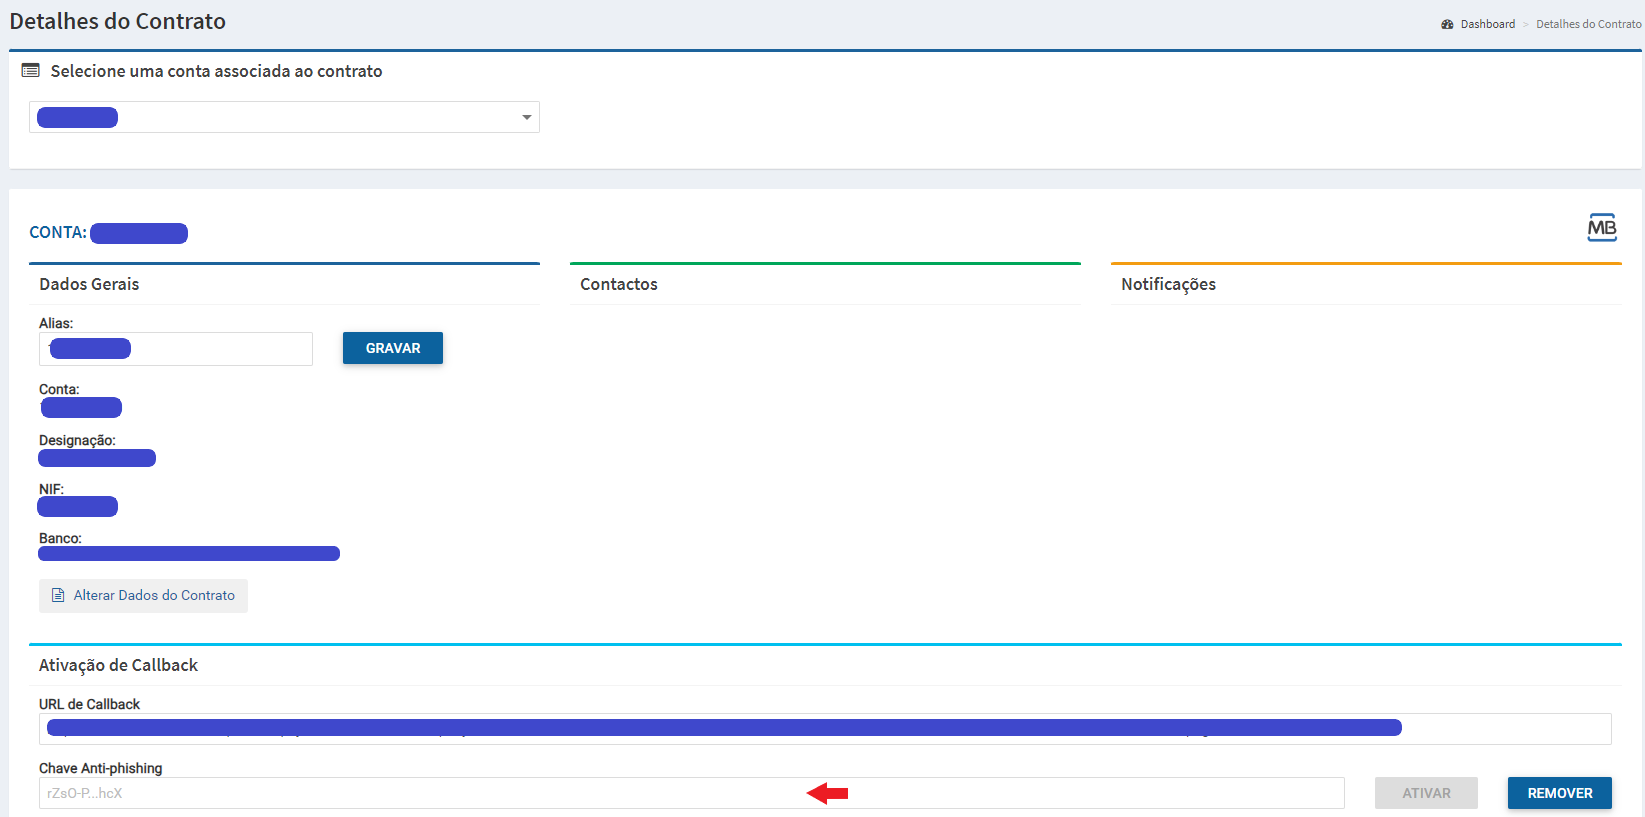 Detalhes do Contrato
Dashboard > Detalhes do Contrato
Selecione uma conta associada ao contrato
CONTA:
MB
Dados Gerais
Contactos
Notificações
Alias:
GRAVAR
Conta:
Designação:
NIF:
Banco:
Alterar Dados do Contrato
Ativação de Callback
URL de Callback
Chave Anti-phishing
rZsO-P...hcX
ATIVAR
REMOVER